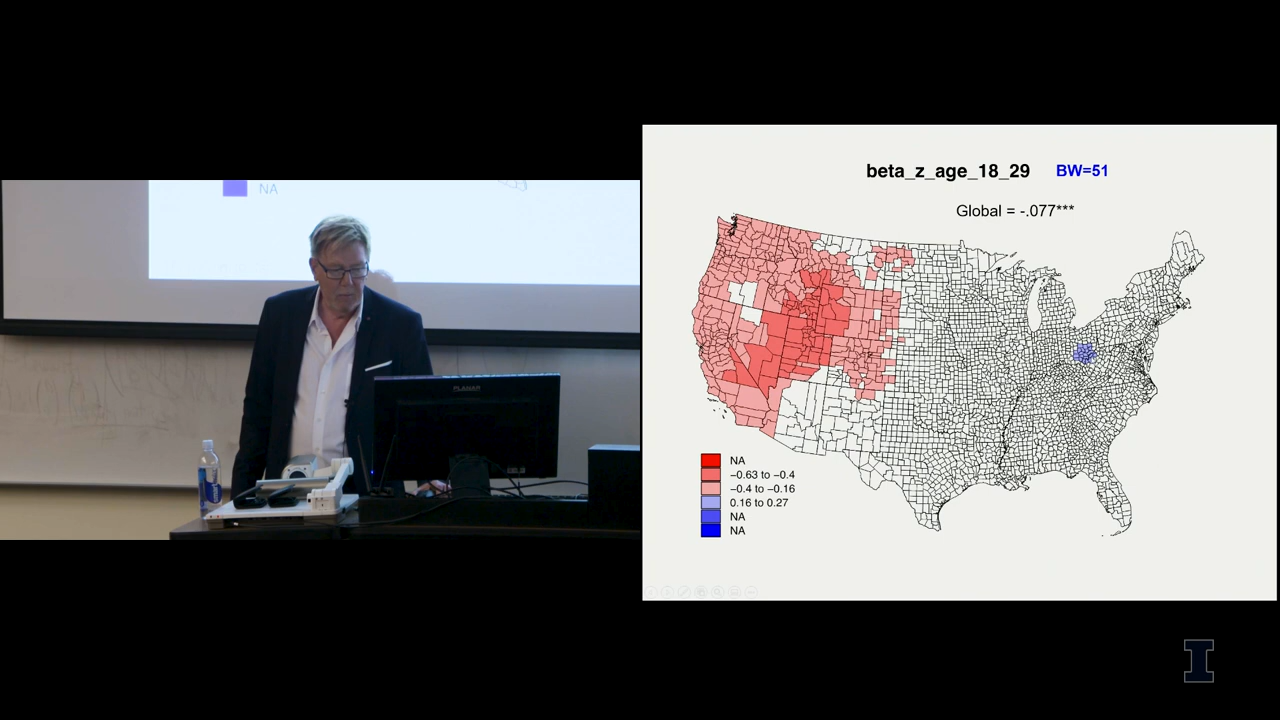 NA
PLANAR
beta_z_age_18_29 BW=51
Global = -.077***
NA
−0.63 to −0.4
−0.4 to −0.16
0.16 to 0.27
NA
NA
I